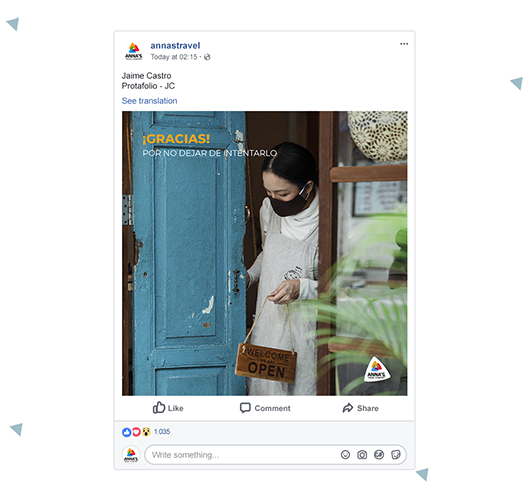 annastravel
Today at 02:15 ·
Jaime Castro
Protafolio - JC
See translation
¡GRACIAS!
POR NO DEJAR DE INTENTARLO
WELCOME
OPEN
ANNA'S
Like
Comment
Share
1.035
Write something...